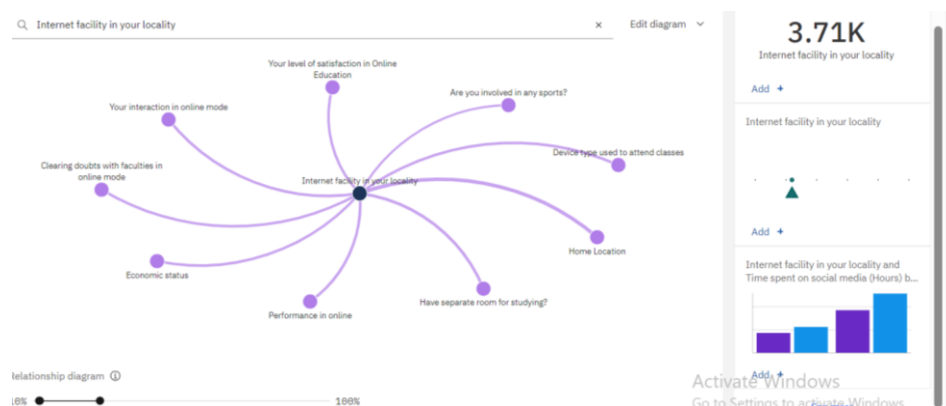 Internet facility in your locality
×
Edit diagram
Your level of satisfaction in Online
Education
Are you involved in any sports?
Your interaction in online mode
Device type used to attend classes
Clearing doubts with faculties in
online mode
Internet facility in your locality
Home Location
Economic status
Have separate room for studying?
Performance in online
Relationship diagram
100%
3.71K
Internet facility in your locality
Add +
Internet facility in your locality
Add +
Internet facility in your locality and
Time spent on social media (Hours) b...
Add +
Activate Windows
Go to Settings to activate Windows